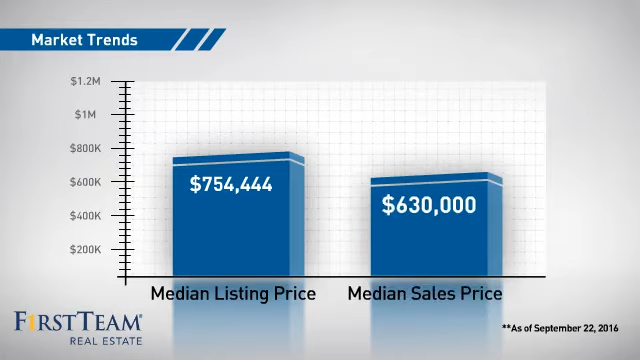 Market Trends
$1.2M
$1M
$800K
$600K
$400K
$200K
$754,444
$630,000
Median Listing Price
Median Sales Price
FIRSTTEAM®
REAL ESTATE
**As of September 22, 2016